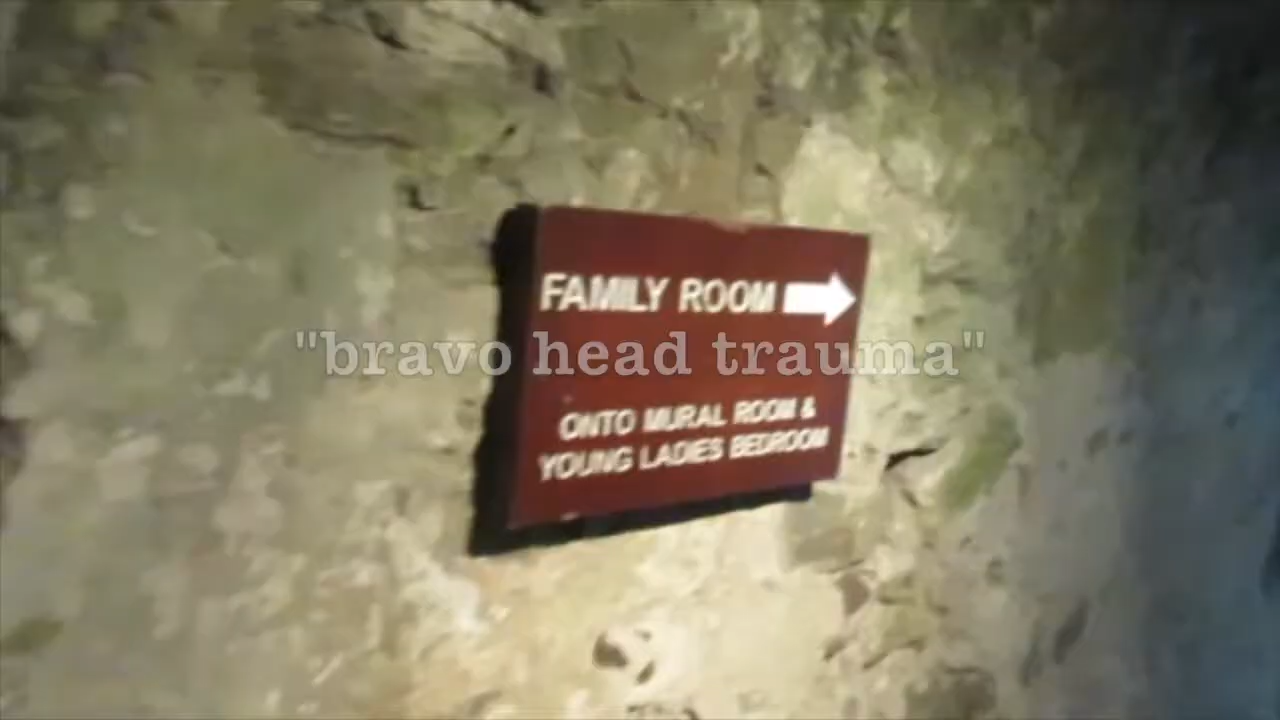 FAMILY ROOM
"bravo head trauma"
ONTO MURAL ROOM &
YOUNG LADIES BEDROOM